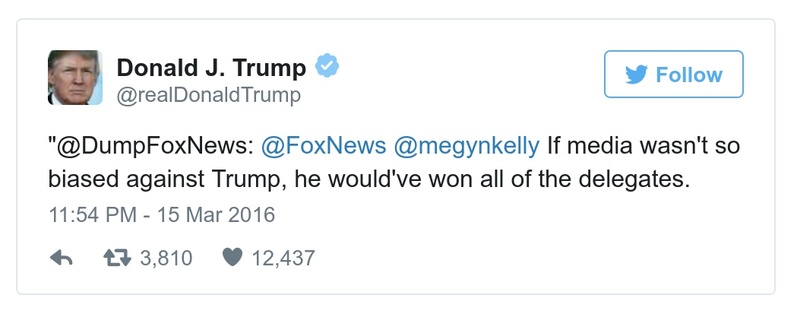 Donald J. Trump
@realDonaldTrump
Follow
"@DumpFoxNews: @FoxNews @megynkelly If media wasn't so
biased against Trump, he would've won all of the delegates.
11:54 PM - 15 Mar 2016
3,810 12,437